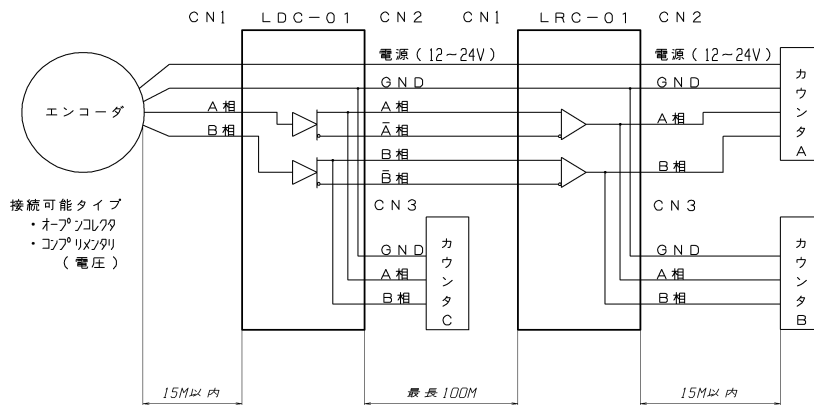 CN1 LDC-01 CN2 CN1 LRC-01 CN2
電源(12~24V) 電源(12~24V)
GND GND
エンコーダ
A相 A相 A相
Ā相
B相 B相 B相
B̄相
カウンタA
接続可能タイプ
・オープンコレクタ
・コンプリメンタリ
(電圧)
CN3 CN3
GND GND
A相 A相
B相 B相
カウンタC
カウンタB
15M以内 最長100M 15M以内